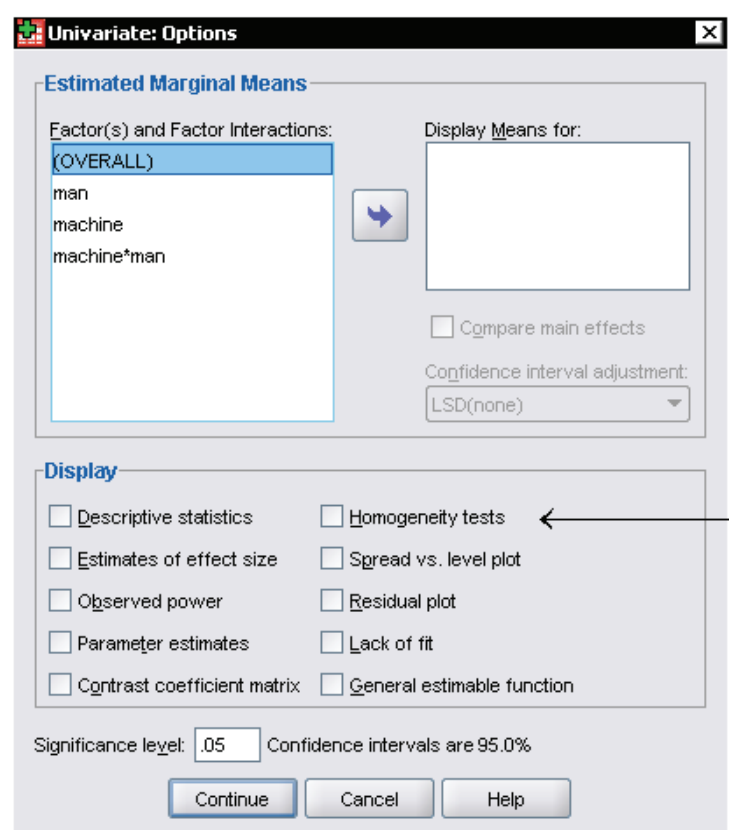 Univariate: Options
Estimated Marginal Means
Factor(s) and Factor Interactions:
(OVERALL)
man
machine
machine*man
Display Means for:
Compare main effects
Confidence interval adjustment:
LSD(none)
Display
Descriptive statistics
Homogeneity tests
Estimates of effect size
Spread vs. level plot
Observed power
Residual plot
Parameter estimates
Lack of fit
Contrast coefficient matrix
General estimable function
Significance level: .05 Confidence intervals are 95.0%
Continue
Cancel
Help